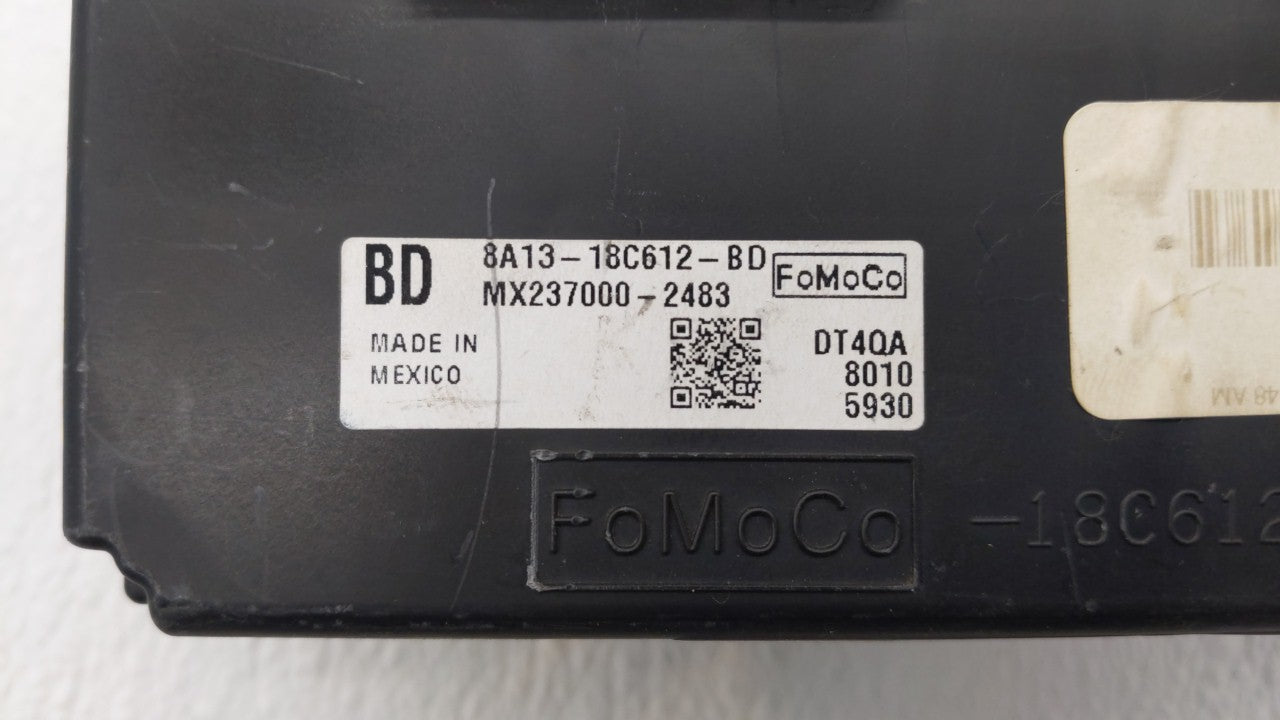 BD
8A13-18C612-BD
FoMoCo
MX237000-2483
MADE IN
MEXICO
DT4QA
8010
5930
FoMoCo
-18C612